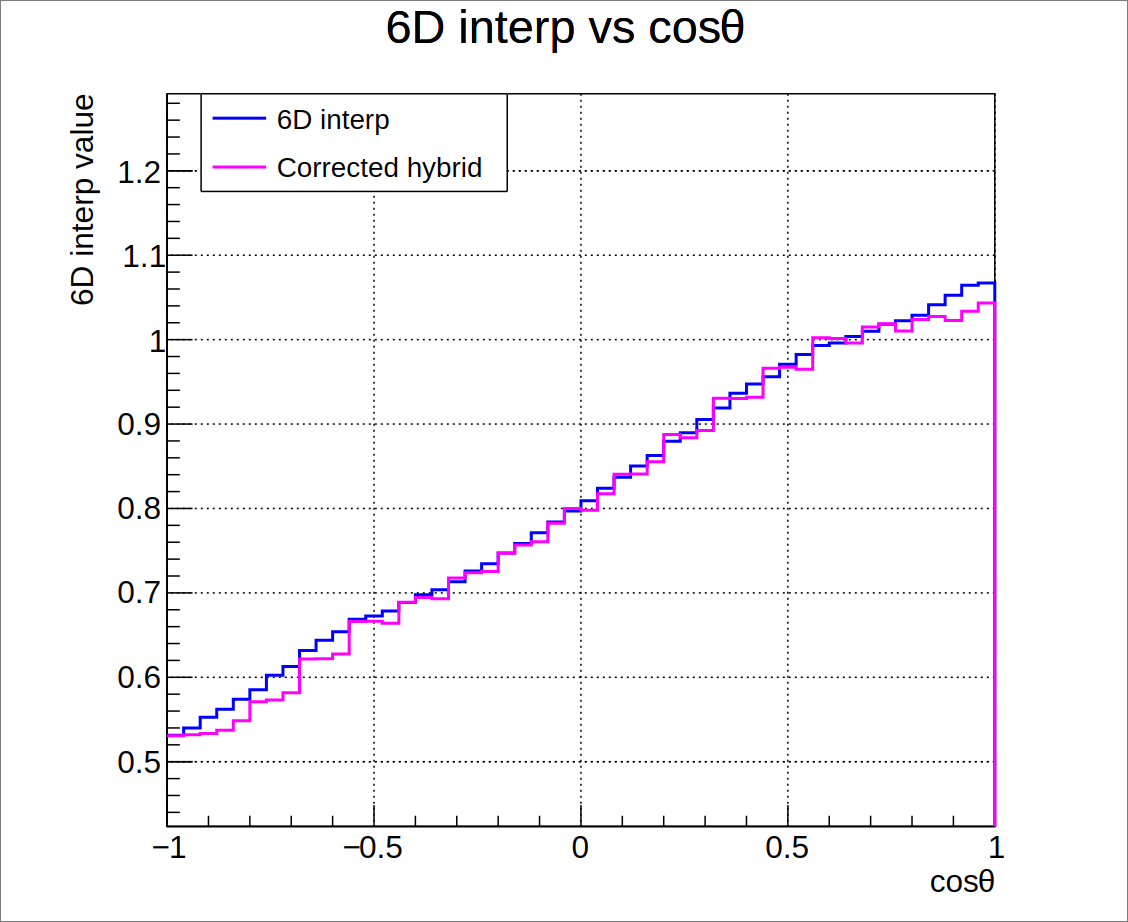 6D interp vs cosθ
6D interp value
6D interp
Corrected hybrid
1.2
1.1
1
0.9
0.8
0.7
0.6
0.5
−1 −0.5 0 0.5 1
cosθ